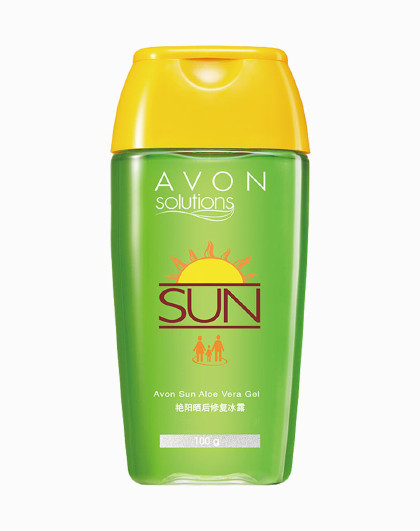 AVON
solutions
SUN
Avon Sun Aloe Vera Gel
艳阳晒后修复冰露
100 g